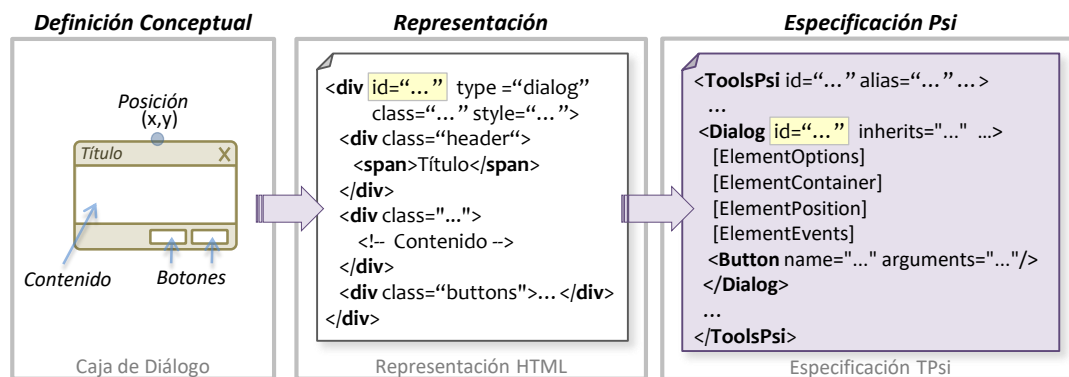 Definición Conceptual
Posición
(x,y)
Título
X
Contenido
Botones
Caja de Diálogo
Representación
<div id=“…” type =“dialog”
class=“…” style=“…”>
<div class=“header“>
<span>Título</span>
</div>
<div class="...">
<!-- Contenido -->
</div>
<div class=“buttons">… </div>
</div>
Representación HTML
Especificación Psi
<ToolsPsi id=“…” alias=“…” … >
…
<Dialog id=“…” inherits="..." ...>
[ElementOptions]
[ElementContainer]
[ElementPosition]
[ElementEvents]
<Button name="..." arguments="..."/>
</Dialog>
…
</ToolsPsi>
Especificación TPsi